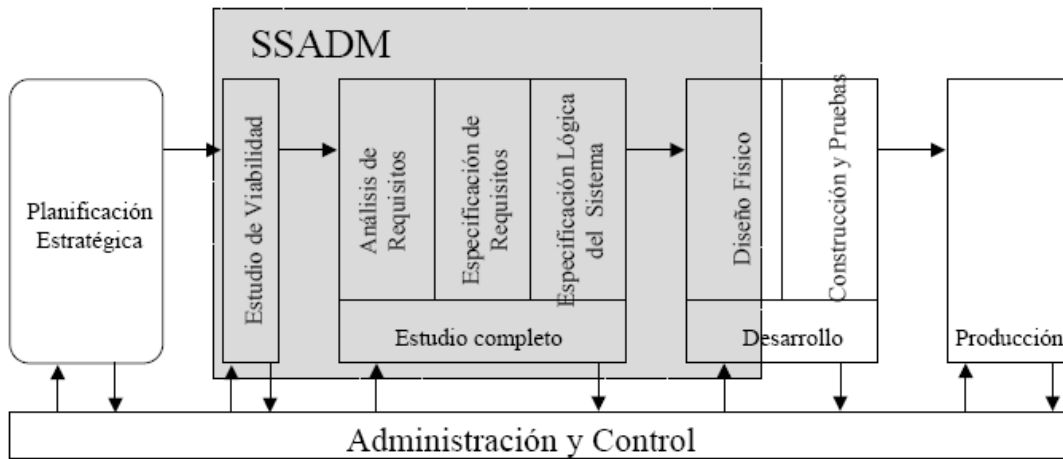 SSADM
Planificación
Estratégica
Estudio de Viabilidad
Análisis de
Requisitos
Especificación de
Requisitos
Especificación Lógica
del Sistema
Estudio completo
Diseño Físico
Construcción y Pruebas
Desarrollo
Producción
Administración y Control